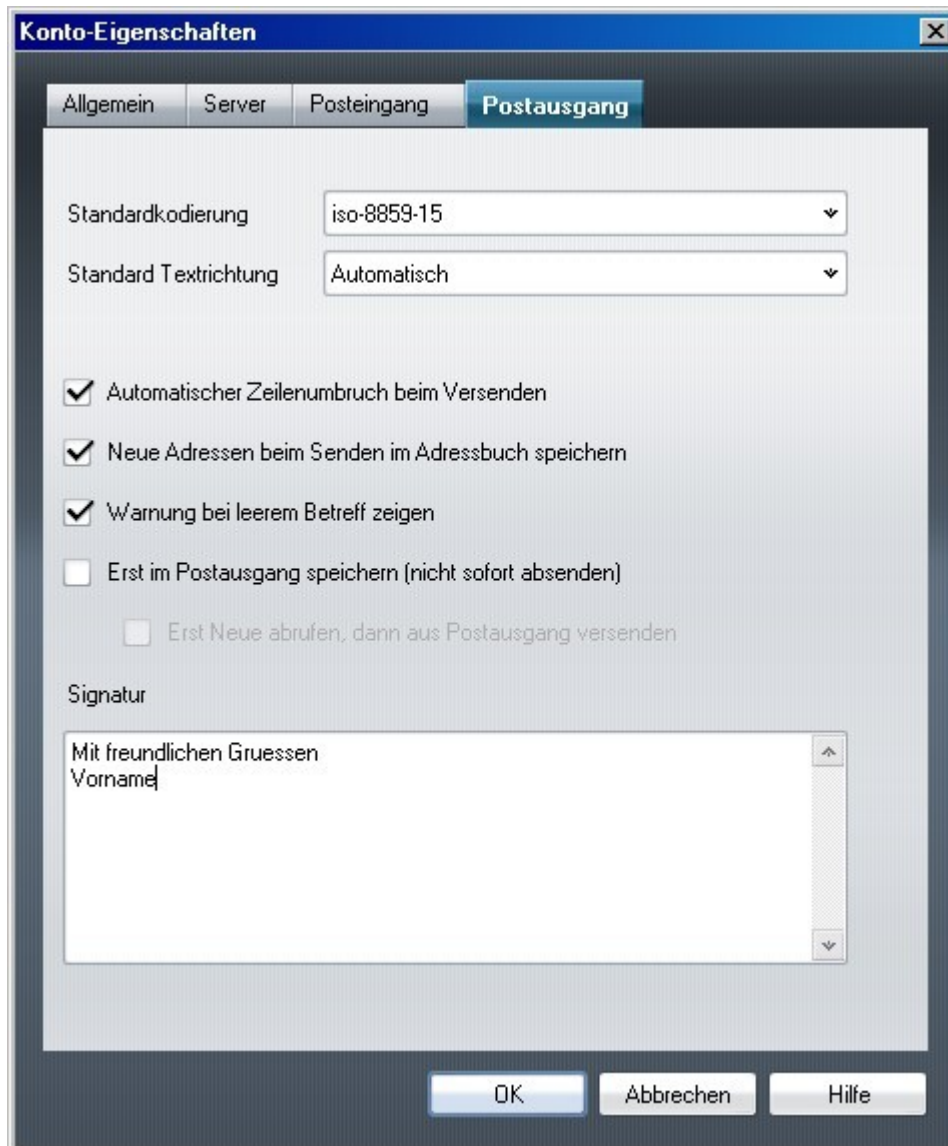 Konto-Eigenschaften
Allgemein Server Posteingang Postausgang
Standardkodierung iso-8859-15
Standard Textrichtung Automatisch
Automatischer Zeilenumbruch beim Versenden
Neue Adressen beim Senden im Adressbuch speichern
Warnung bei leerem Betreff zeigen
Erst im Postausgang speichern (nicht sofort absenden)
Erst Neue abrufen, dann aus Postausgang versenden
Signatur
Mit freundlichen Gruessen
Vorname
OK Abbrechen Hilfe